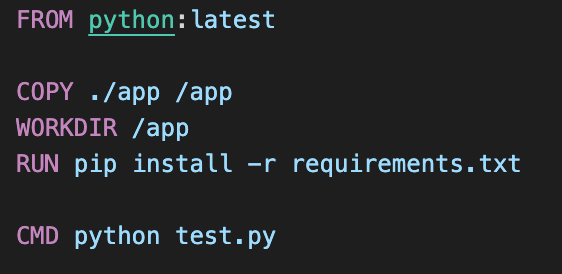 FROM python:latest
COPY ./app /app
WORKDIR /app
RUN pip install -r requirements.txt
CMD python test.py